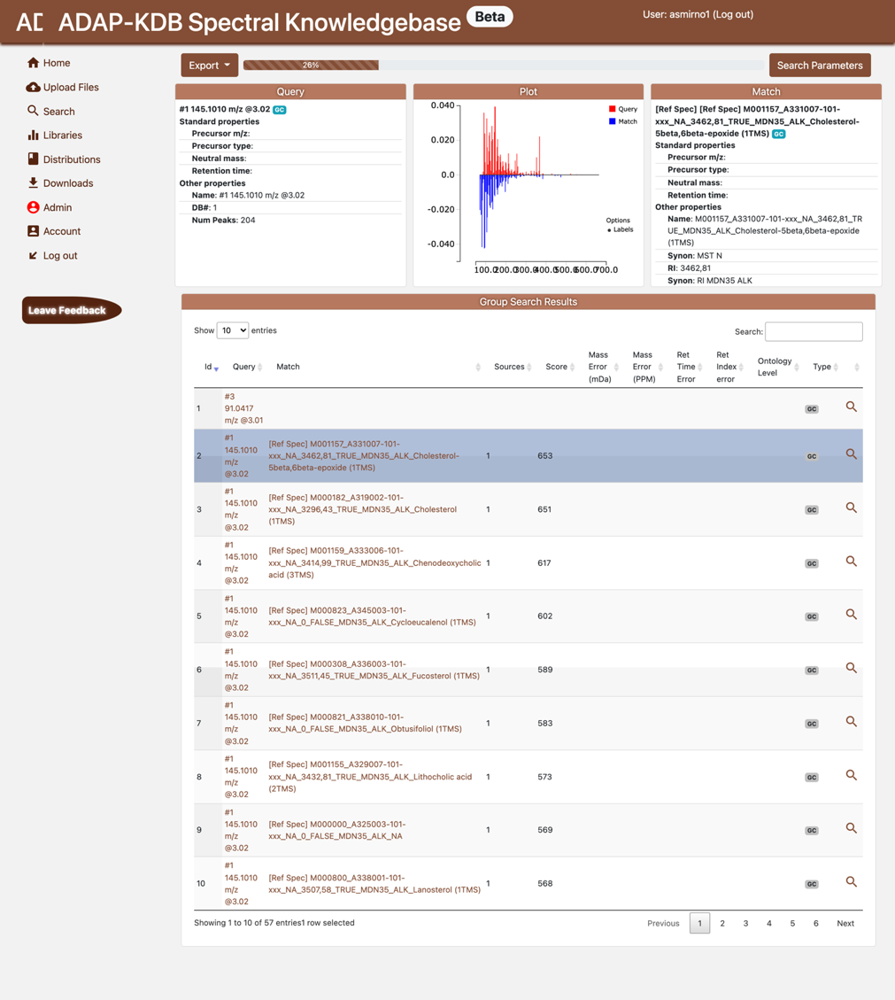 AD
ADAP-KDB Spectral Knowledgebase Beta
User: asmirno1 (Log out)
Home
Upload Files
Search
Libraries
Distributions
Downloads
Admin
Account
Log out
Leave Feedback
Export
26%
Search Parameters
Query
#1 145.1010 m/z @3.02 GC
Standard properties
Precursor m/z:
Precursor type:
Neutral mass:
Retention time:
Other properties
Name: #1 145.1010 m/z @3.02
DB#: 1
Num Peaks: 204
Plot
0.040
0.020
0.0
-0.020
-0.040
100.0 200.0 300.0 400.0 500.0 600.0 700.0
Query
Match
Options
Labels
Match
[Ref Spec] [Ref Spec] M001157_A331007-101-
xxx_NA_3462,81_TRUE_MDN35_ALK_Cholesterol-
5beta,6beta-epoxide (1TMS) GC
Standard properties
Precursor m/z:
Precursor type:
Neutral mass:
Retention time:
Other properties
Name: M001157_A331007-101-xxx_NA_3462,81_TR
UE_MDN35_ALK_Cholesterol-5beta,6beta-epoxide
(1TMS)
Synon: MST N
RI: 3462,81
Synon: RI MDN35 ALK
Group Search Results
Show 10 entries
Search:
Id Query Match Sources Score Mass Error (mDa) Mass Error (PPM) Ret Time Error Ret Index error Ontology Level Type
1 #3 91.0417 m/z @3.01 GC
2 #1 145.1010 m/z @3.02 [Ref Spec] M001157_A331007-101-xxx_NA_3462,81_TRUE_MDN35_ALK_Cholesterol-5beta,6beta-epoxide (1TMS) 1 653 GC
3 #1 145.1010 m/z @3.02 [Ref Spec] M000182_A319002-101-xxx_NA_3296,43_TRUE_MDN35_ALK_Cholesterol (1TMS) 1 651 GC
4 #1 145.1010 m/z @3.02 [Ref Spec] M001159_A333006-101-xxx_NA_3414,99_TRUE_MDN35_ALK_Chenodeoxycholic acid (3TMS) 1 617 GC
5 #1 145.1010 m/z @3.02 [Ref Spec] M000823_A345003-101-xxx_NA_0_FALSE_MDN35_ALK_Cycloeucalenol (1TMS) 1 602 GC
6 #1 145.1010 m/z @3.02 [Ref Spec] M000308_A336003-101-xxx_NA_3511,45_TRUE_MDN35_ALK_Fucosterol (1TMS) 1 589 GC
7 #1 145.1010 m/z @3.02 [Ref Spec] M000821_A338010-101-xxx_NA_0_FALSE_MDN35_ALK_Obtusifoliol (1TMS) 1 583 GC
8 #1 145.1010 m/z @3.02 [Ref Spec] M001155_A329007-101-xxx_NA_3432,81_TRUE_MDN35_ALK_Lithocholic acid (2TMS) 1 573 GC
9 #1 145.1010 m/z @3.02 [Ref Spec] M000000_A325003-101-xxx_NA_0_FALSE_MDN35_ALK_NA 1 569 GC
10 #1 145.1010 m/z @3.02 [Ref Spec] M000800_A338001-101-xxx_NA_3507,58_TRUE_MDN35_ALK_Lanosterol (1TMS) 1 568 GC
Showing 1 to 10 of 57 entries1 row selected
Previous 1 2 3 4 5 6 Next